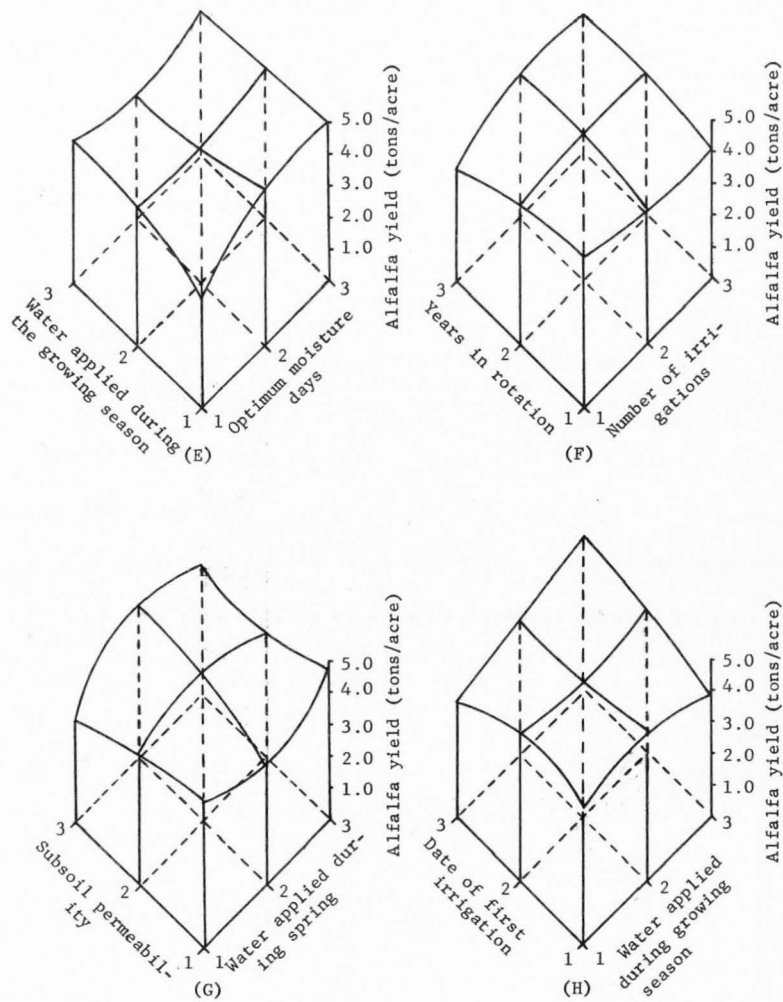 5.0
4.0
3.0
2.0
1.0
Alfalfa yield (tons/acre)
3
2
1
1
2
3
Water applied during
the growing season
Optimum moisture
days
(E)
5.0
4.0
3.0
2.0
1.0
Alfalfa yield (tons/acre)
3
2
1
1
2
3
Years in rotation
Number of irri-
gations
(F)
5.0
4.0
3.0
2.0
1.0
Alfalfa yield (tons/acre)
3
2
1
1
2
3
Subsoil permeabil-
ity
Water applied dur-
ing spring
(G)
5.0
4.0
3.0
2.0
1.0
Alfalfa yield (tons/acre)
3
2
1
1
2
3
Date of first
irrigation
Water applied
during growing
season
(H)